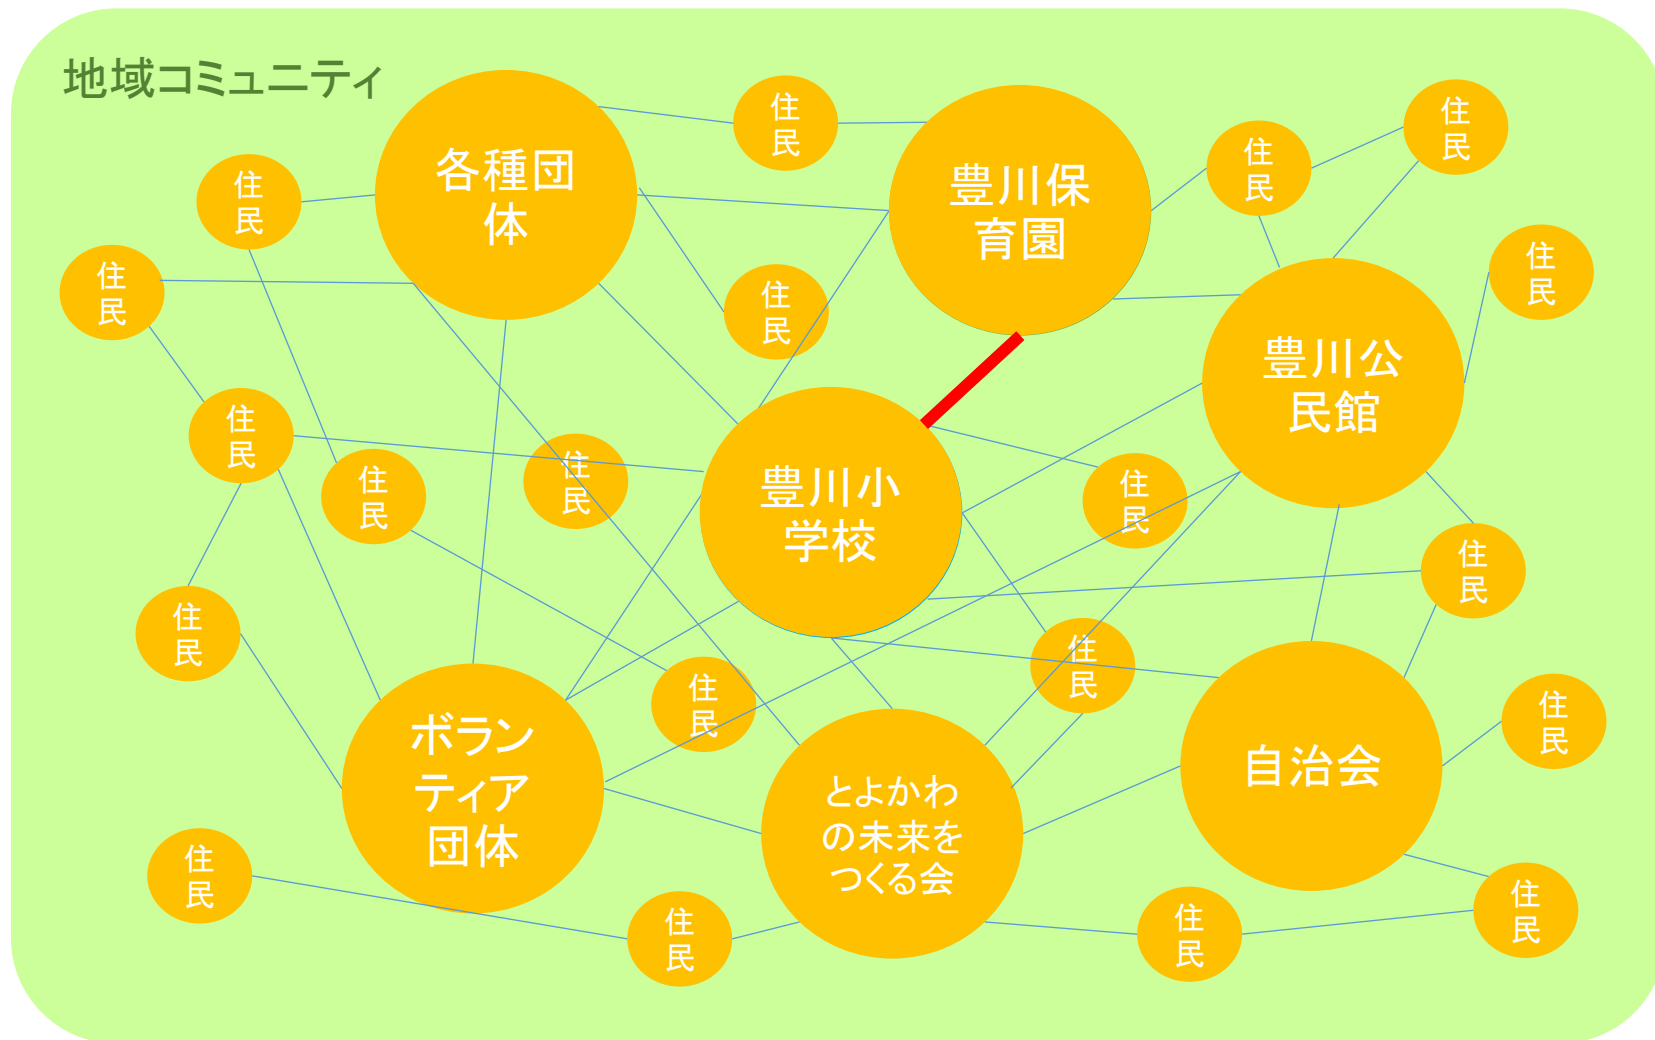 地域コミュニティ
住
民
住
民
各種団
体
豊川保
育園
住
民
住
民
住
民
住
民
住
民
住
民
豊川公
民館
住
民
住
民
住
民
豊川小
学校
住
民
住
民
住
民
住
民
住
民
住
民
ボラン
ティア
団体
とよかわ
の未来を
つくる会
自治会
住
民
住
民
住
民
住
民